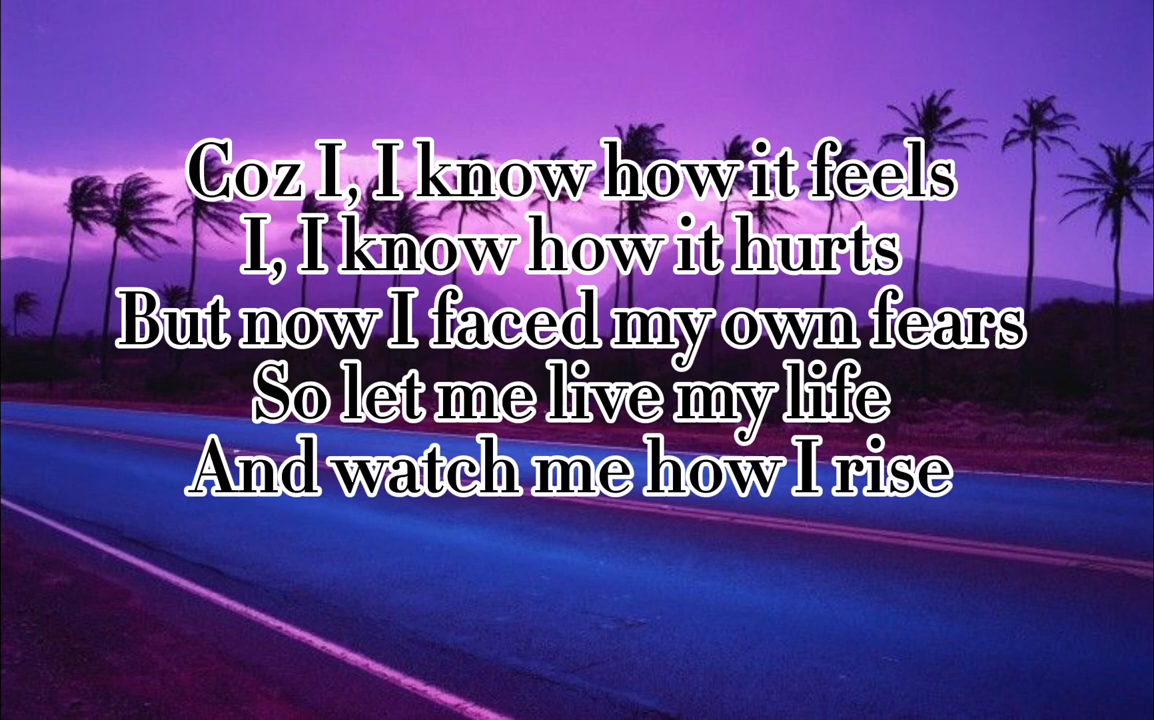 Coz I, I know how it feels
I, I know how it hurts
But now I faced my own fears
So let me live my life
And watch me how I rise